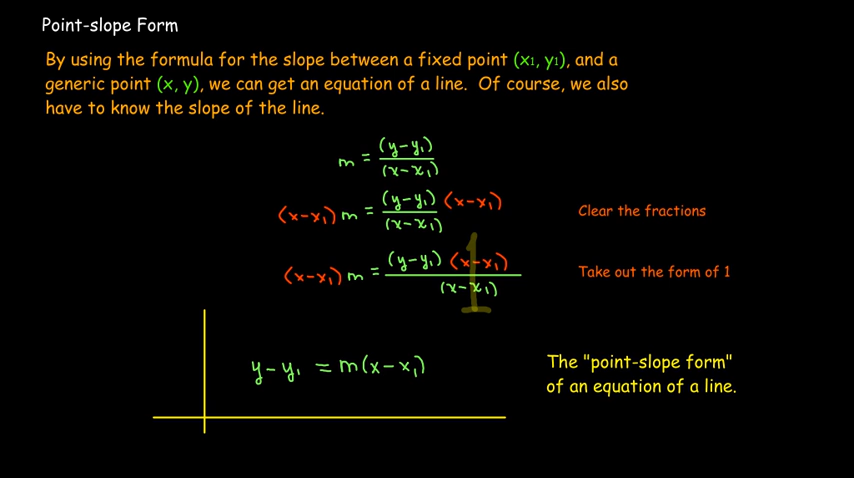 Point-slope Form
By using the formula for the slope between a fixed point (x₁, y₁), and a
generic point (x, y), we can get an equation of a line. Of course, we also
have to know the slope of the line.
m = (y-y₁)/(x-x₁)
(x-x₁) m = (y-y₁)/(x-x₁) (x-x₁)
Clear the fractions
(x-x₁) m = (y-y₁) (x-x₁)/(x-x₁)
1
Take out the form of 1
y-y₁ = m(x-x₁)
The "point-slope form"
of an equation of a line.